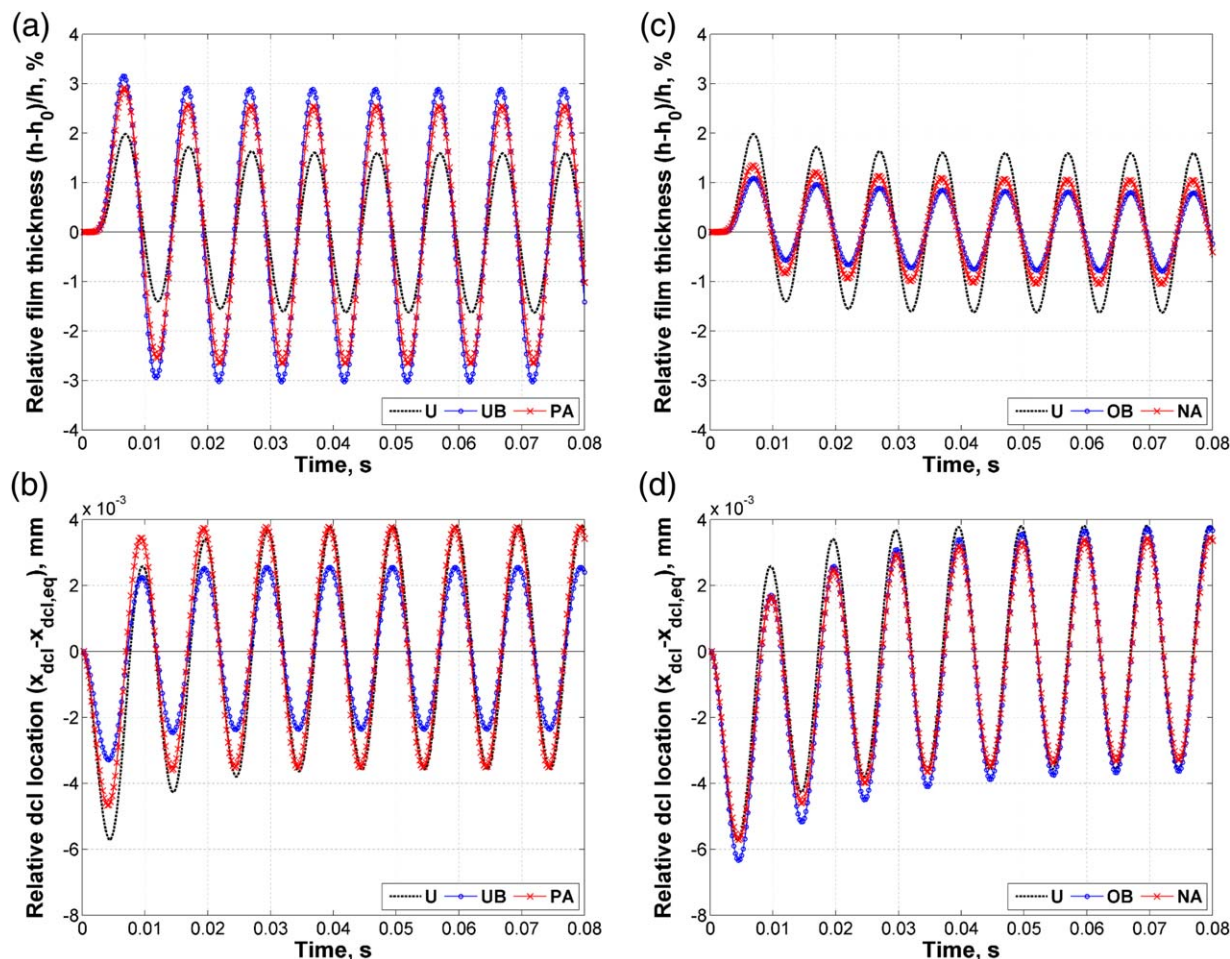 (a)
Relative film thickness (h-h0)/h, %
4
3
2
1
0
-1
-2
-3
-4
U UB PA
0 0.01 0.02 0.03 0.04 0.05 0.06 0.07 0.08
Time, s
(c)
Relative film thickness (h-h0)/h, %
4
3
2
1
0
-1
-2
-3
-4
U OB NA
0 0.01 0.02 0.03 0.04 0.05 0.06 0.07 0.08
Time, s
(b)
x 10-3
Relative dcl location (xdcl-xdcl,eq), mm
4
2
0
-2
-4
-6
-8
U UB PA
0 0.01 0.02 0.03 0.04 0.05 0.06 0.07 0.08
Time, s
(d)
x 10-3
Relative dcl location (xdcl-xdcl,eq), mm
4
2
0
-2
-4
-6
-8
U OB NA
0 0.01 0.02 0.03 0.04 0.05 0.06 0.07 0.08
Time, s